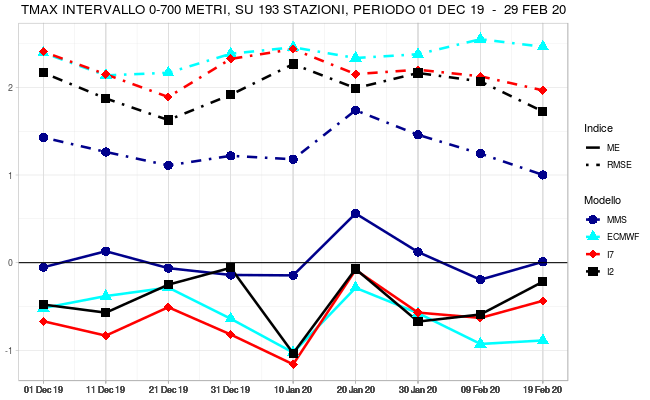 TMAX INTERVALLO 0-700 METRI, SU 193 STAZIONI, PERIODO 01 DEC 19 - 29 FEB 20
2
1
0
-1
01 Dec 19 11 Dec 19 21 Dec 19 31 Dec 19 10 Jan 20 20 Jan 20 30 Jan 20 09 Feb 20 19 Feb 20
Indice
ME
RMSE
Modello
MMS
ECMWF
I7
I2